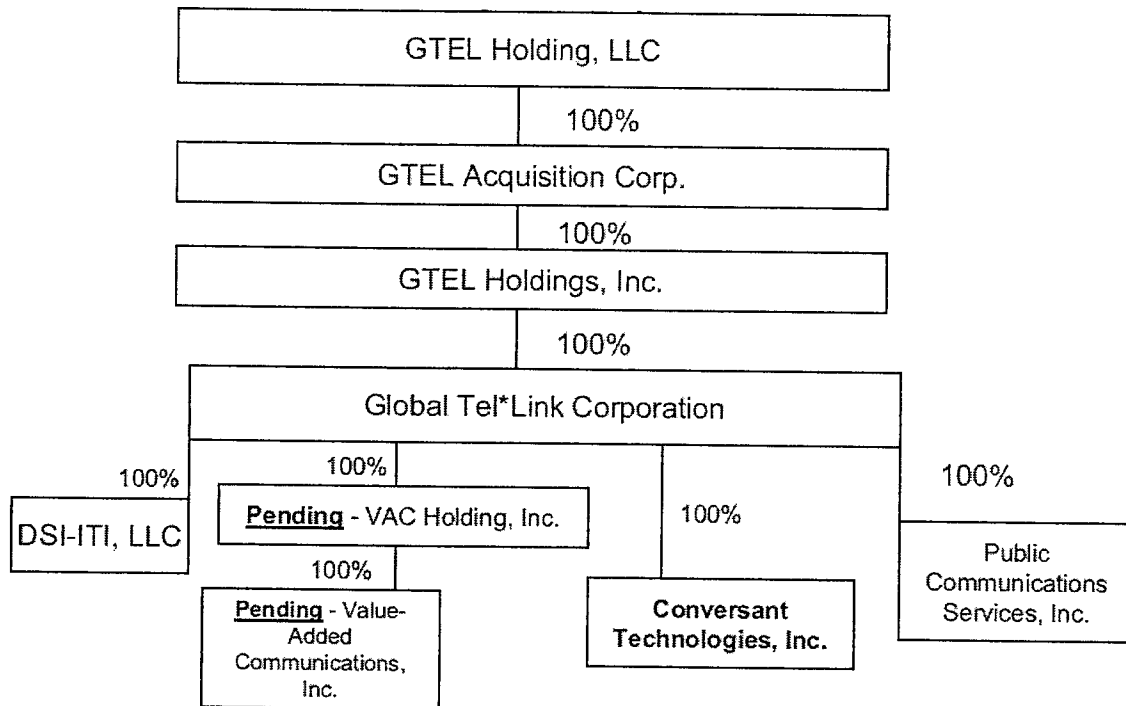 GTEL Holding, LLC
100%
GTEL Acquisition Corp.
100%
GTEL Holdings, Inc.
100%
Global Tel*Link Corporation
100%
100%
100%
100%
DSI-ITI, LLC
Pending - VAC Holding, Inc.
100%
Pending - Value-
Added
Communications,
Inc.
Conversant
Technologies, Inc.
Public
Communications
Services, Inc.